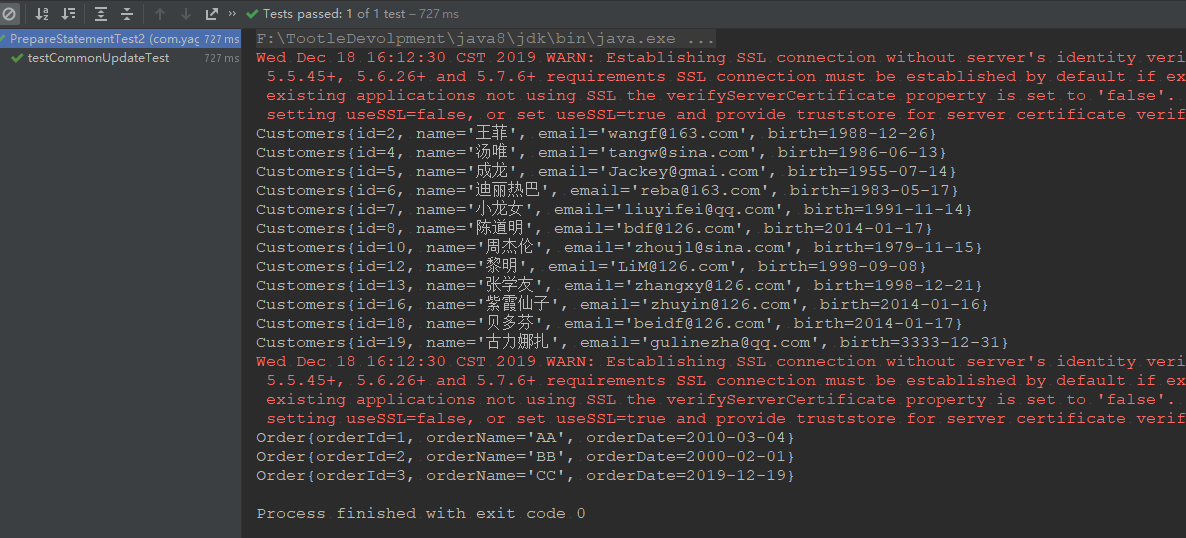 Tests passed: 1 of 1 test – 727 ms
PrepareStatementTest2 (com.yag 727 ms
testCommonUpdateTest 727 ms
F:\TootleDevolpment\java8\jdk\bin\java.exe ...
Wed Dec 18 16:12:30 CST 2019 WARN: Establishing SSL connection without server's identity veri
5.5.45+, 5.6.26+ and 5.7.6+ requirements SSL connection must be established by default if ex
existing applications not using SSL the verifyServerCertificate property is set to 'false'.
setting useSSL=false, or set useSSL=true and provide truststore for server certificate verif
Customers{id=2, name='王菲', email='wangf@163.com', birth=1988-12-26}
Customers{id=4, name='汤唯', email='tangw@sina.com', birth=1986-06-13}
Customers{id=5, name='成龙', email='Jackey@gmai.com', birth=1955-07-14}
Customers{id=6, name='迪丽热巴', email='reba@163.com', birth=1983-05-17}
Customers{id=7, name='小龙女', email='liuyifei@qq.com', birth=1991-11-14}
Customers{id=8, name='陈道明', email='bdf@126.com', birth=2014-01-17}
Customers{id=10, name='周杰伦', email='zhoujl@sina.com', birth=1979-11-15}
Customers{id=12, name='黎明', email='LiM@126.com', birth=1998-09-08}
Customers{id=13, name='张学友', email='zhangxy@126.com', birth=1998-12-21}
Customers{id=16, name='紫霞仙子', email='zhuyin@126.com', birth=2014-01-16}
Customers{id=18, name='贝多芬', email='beidf@126.com', birth=2014-01-17}
Customers{id=19, name='古力娜扎', email='gulinezha@qq.com', birth=3333-12-31}
Wed Dec 18 16:12:30 CST 2019 WARN: Establishing SSL connection without server's identity veri
5.5.45+, 5.6.26+ and 5.7.6+ requirements SSL connection must be established by default if ex
existing applications not using SSL the verifyServerCertificate property is set to 'false'.
setting useSSL=false, or set useSSL=true and provide truststore for server certificate verif
Order{orderId=1, orderName='AA', orderDate=2010-03-04}
Order{orderId=2, orderName='BB', orderDate=2000-02-01}
Order{orderId=3, orderName='CC', orderDate=2019-12-19}
Process finished with exit code 0